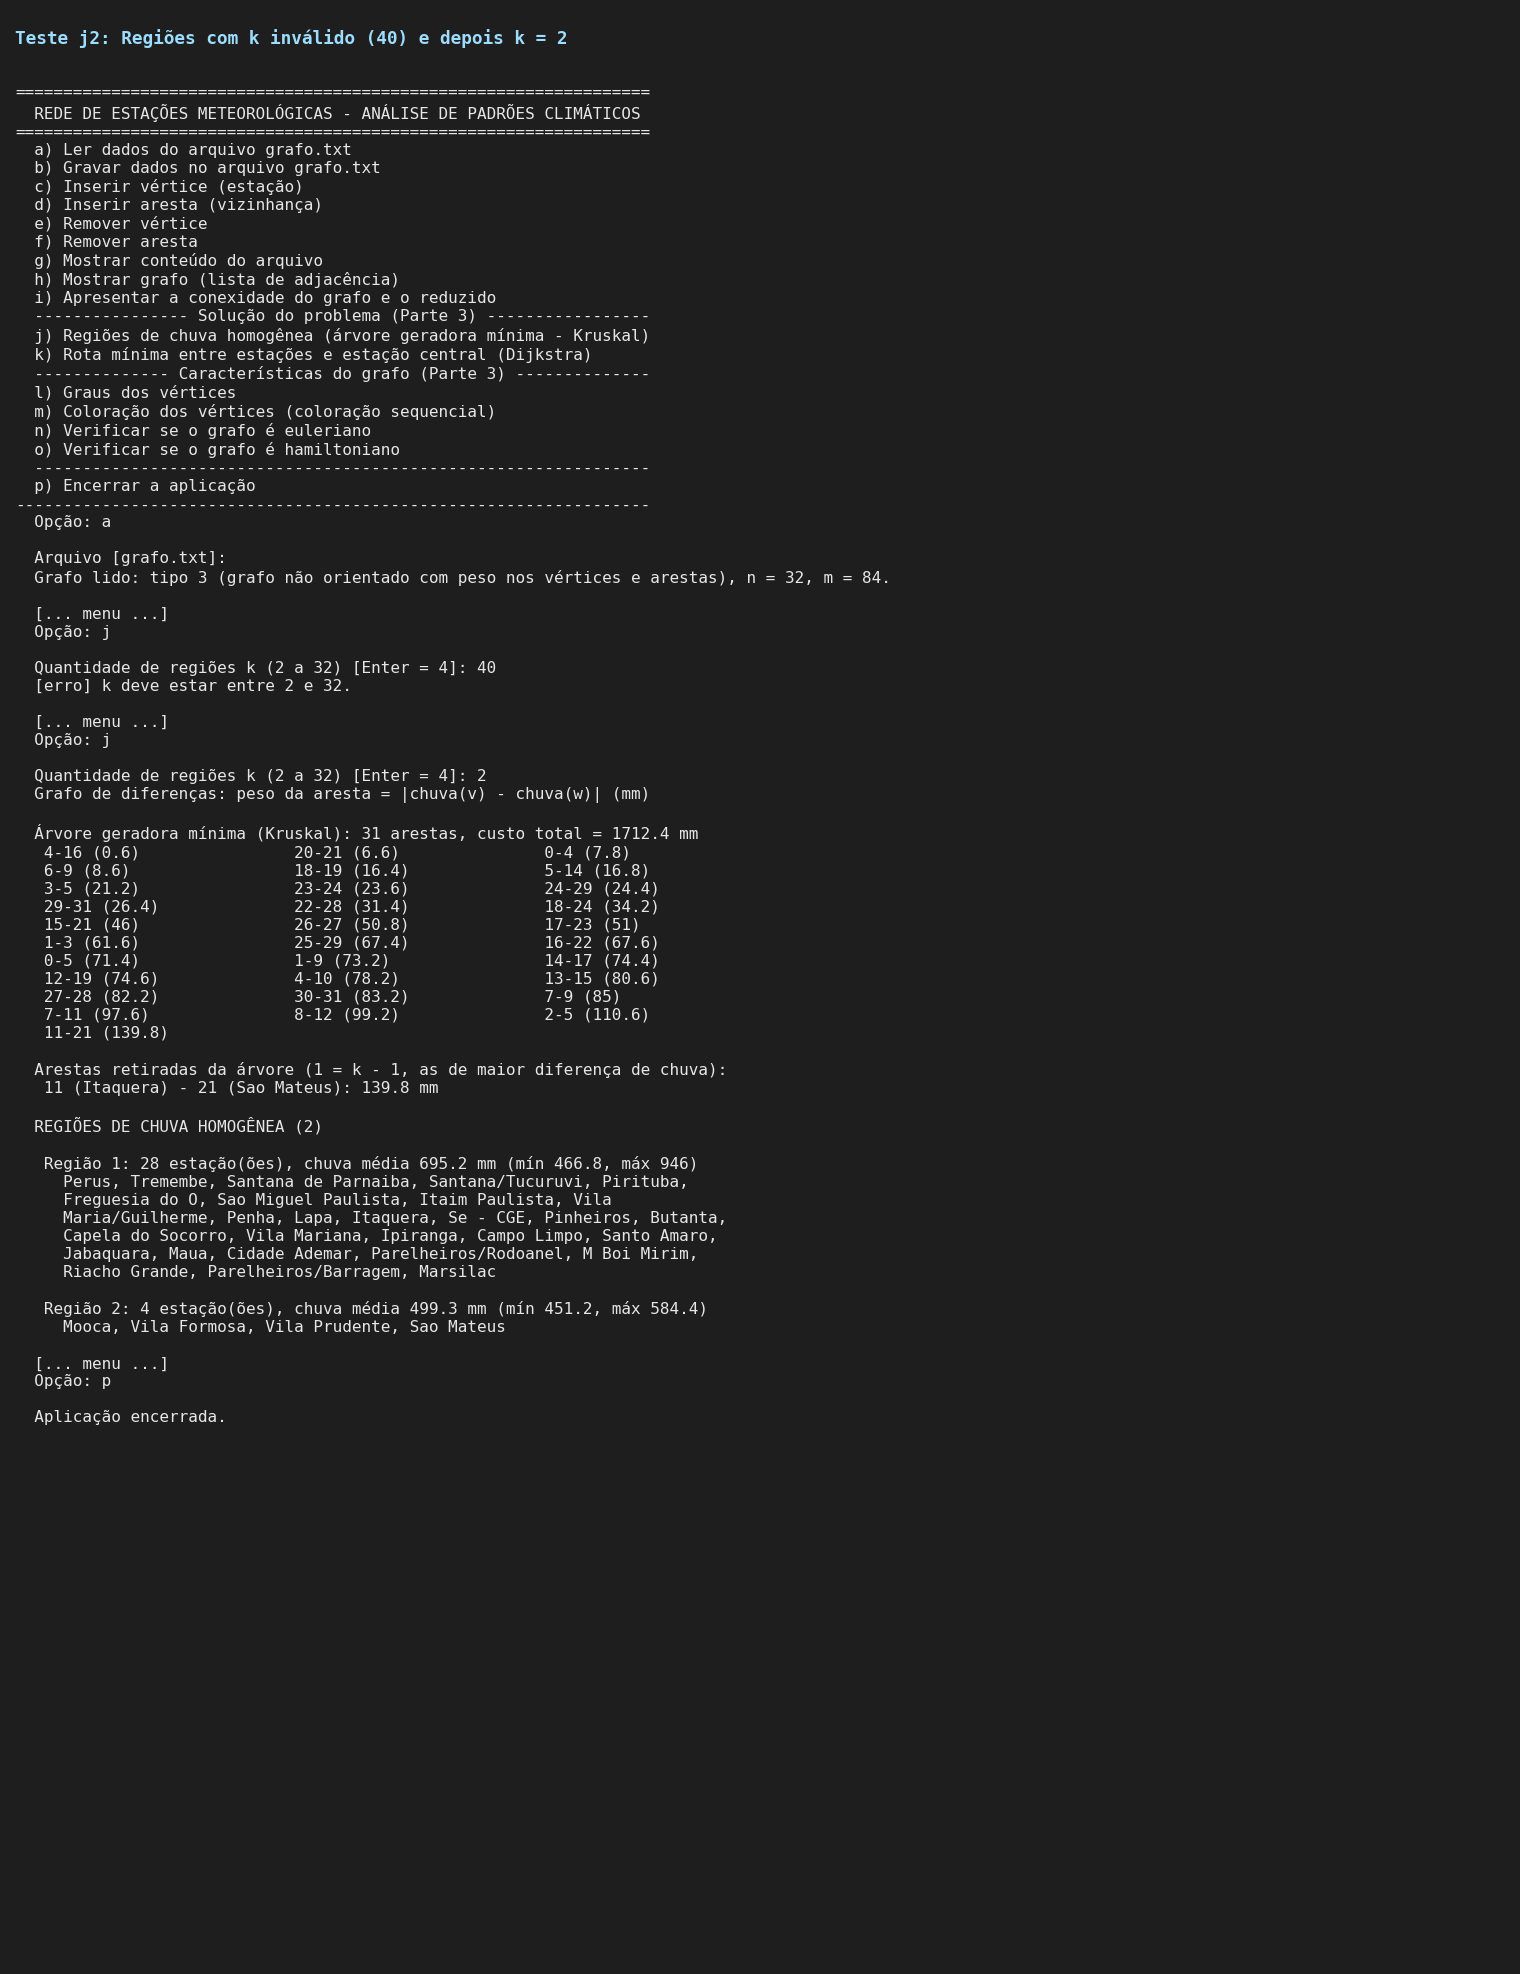 Teste j2: Regiões com k inválido (40) e depois k = 2
==================================================================
  REDE DE ESTAÇÕES METEOROLÓGICAS - ANÁLISE DE PADRÕES CLIMÁTICOS
==================================================================
  a) Ler dados do arquivo grafo.txt
  b) Gravar dados no arquivo grafo.txt
  c) Inserir vértice (estação)
  d) Inserir aresta (vizinhança)
  e) Remover vértice
  f) Remover aresta
  g) Mostrar conteúdo do arquivo
  h) Mostrar grafo (lista de adjacência)
  i) Apresentar a conexidade do grafo e o reduzido
  ---------------- Solução do problema (Parte 3) -----------------
  j) Regiões de chuva homogênea (árvore geradora mínima - Kruskal)
  k) Rota mínima entre estações e estação central (Dijkstra)
  -------------- Características do grafo (Parte 3) --------------
  l) Graus dos vértices
  m) Coloração dos vértices (coloração sequencial)
  n) Verificar se o grafo é euleriano
  o) Verificar se o grafo é hamiltoniano
  ----------------------------------------------------------------
  p) Encerrar a aplicação
------------------------------------------------------------------
  Opção: a
  Arquivo [grafo.txt]:
  Grafo lido: tipo 3 (grafo não orientado com peso nos vértices e arestas), n = 32, m = 84.
  [... menu ...]
  Opção: j
  Quantidade de regiões k (2 a 32) [Enter = 4]: 40
  [erro] k deve estar entre 2 e 32.
  [... menu ...]
  Opção: j
  Quantidade de regiões k (2 a 32) [Enter = 4]: 2
  Grafo de diferenças: peso da aresta = |chuva(v) - chuva(w)| (mm)
  Árvore geradora mínima (Kruskal): 31 arestas, custo total = 1712.4 mm
   4-16 (0.6)                20-21 (6.6)               0-4 (7.8)
   6-9 (8.6)                 18-19 (16.4)              5-14 (16.8)
   3-5 (21.2)                23-24 (23.6)              24-29 (24.4)
   29-31 (26.4)              22-28 (31.4)              18-24 (34.2)
   15-21 (46)                26-27 (50.8)              17-23 (51)
   1-3 (61.6)                25-29 (67.4)              16-22 (67.6)
   0-5 (71.4)                1-9 (73.2)                14-17 (74.4)
   12-19 (74.6)              4-10 (78.2)               13-15 (80.6)
   27-28 (82.2)              30-31 (83.2)              7-9 (85)
   7-11 (97.6)               8-12 (99.2)               2-5 (110.6)
   11-21 (139.8)
  Arestas retiradas da árvore (1 = k - 1, as de maior diferença de chuva):
   11 (Itaquera) - 21 (Sao Mateus): 139.8 mm
  REGIÕES DE CHUVA HOMOGÊNEA (2)
   Região 1: 28 estação(ões), chuva média 695.2 mm (mín 466.8, máx 946)
     Perus, Tremembe, Santana de Parnaiba, Santana/Tucuruvi, Pirituba,
     Freguesia do O, Sao Miguel Paulista, Itaim Paulista, Vila
     Maria/Guilherme, Penha, Lapa, Itaquera, Se - CGE, Pinheiros, Butanta,
     Capela do Socorro, Vila Mariana, Ipiranga, Campo Limpo, Santo Amaro,
     Jabaquara, Maua, Cidade Ademar, Parelheiros/Rodoanel, M Boi Mirim,
     Riacho Grande, Parelheiros/Barragem, Marsilac
   Região 2: 4 estação(ões), chuva média 499.3 mm (mín 451.2, máx 584.4)
     Mooca, Vila Formosa, Vila Prudente, Sao Mateus
  [... menu ...]
  Opção: p
  Aplicação encerrada.